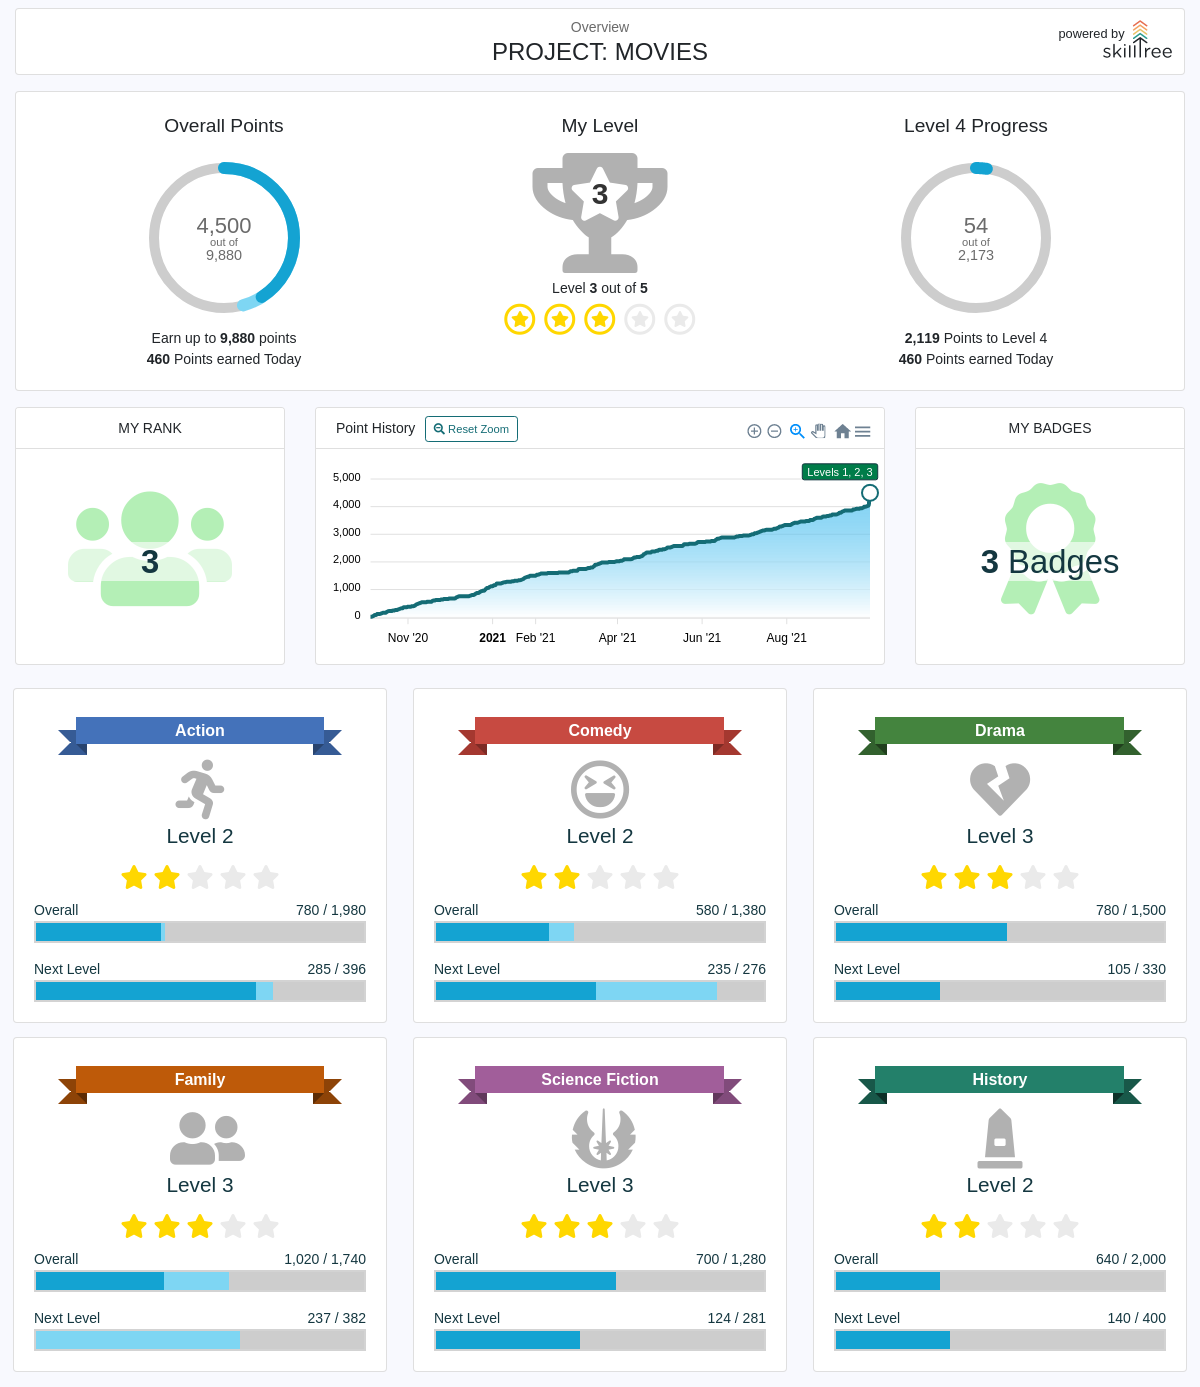 Overview
PROJECT: MOVIES
powered by
skilltree
Overall Points
4,500
out of
9,880
Earn up to 9,880 points
460 Points earned Today
My Level
3
Level 3 out of 5
Level 4 Progress
54
out of
2,173
2,119 Points to Level 4
460 Points earned Today
MY RANK
3
Point History
Reset Zoom
Levels 1, 2, 3
5,000
4,000
3,000
2,000
1,000
0
Nov '20
2021
Feb '21
Apr '21
Jun '21
Aug '21
MY BADGES
3 Badges
Action
Level 2
Overall 780 / 1,980
Next Level 285 / 396
Comedy
Level 2
Overall 580 / 1,380
Next Level 235 / 276
Drama
Level 3
Overall 780 / 1,500
Next Level 105 / 330
Family
Level 3
Overall 1,020 / 1,740
Next Level 237 / 382
Science Fiction
Level 3
Overall 700 / 1,280
Next Level 124 / 281
History
Level 2
Overall 640 / 2,000
Next Level 140 / 400